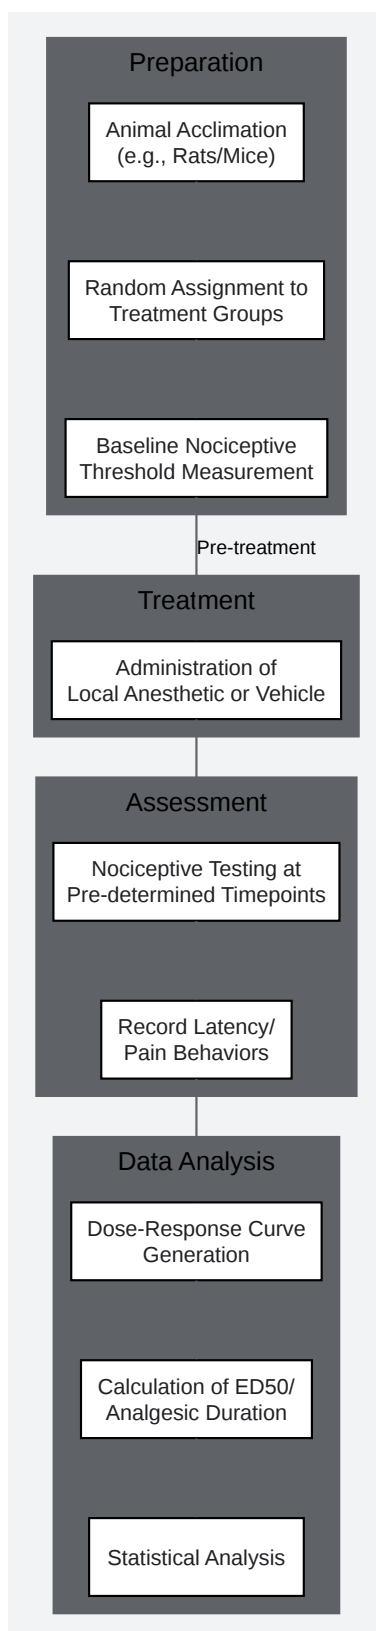 Preparation
Animal Acclimation
(e.g., Rats/Mice)
Random Assignment to
Treatment Groups
Baseline Nociceptive
Threshold Measurement
Pre-treatment
Treatment
Administration of
Local Anesthetic or Vehicle
Assessment
Nociceptive Testing at
Pre-determined Timepoints
Record Latency/
Pain Behaviors
Data Analysis
Dose-Response Curve
Generation
Calculation of ED50/
Analgesic Duration
Statistical Analysis